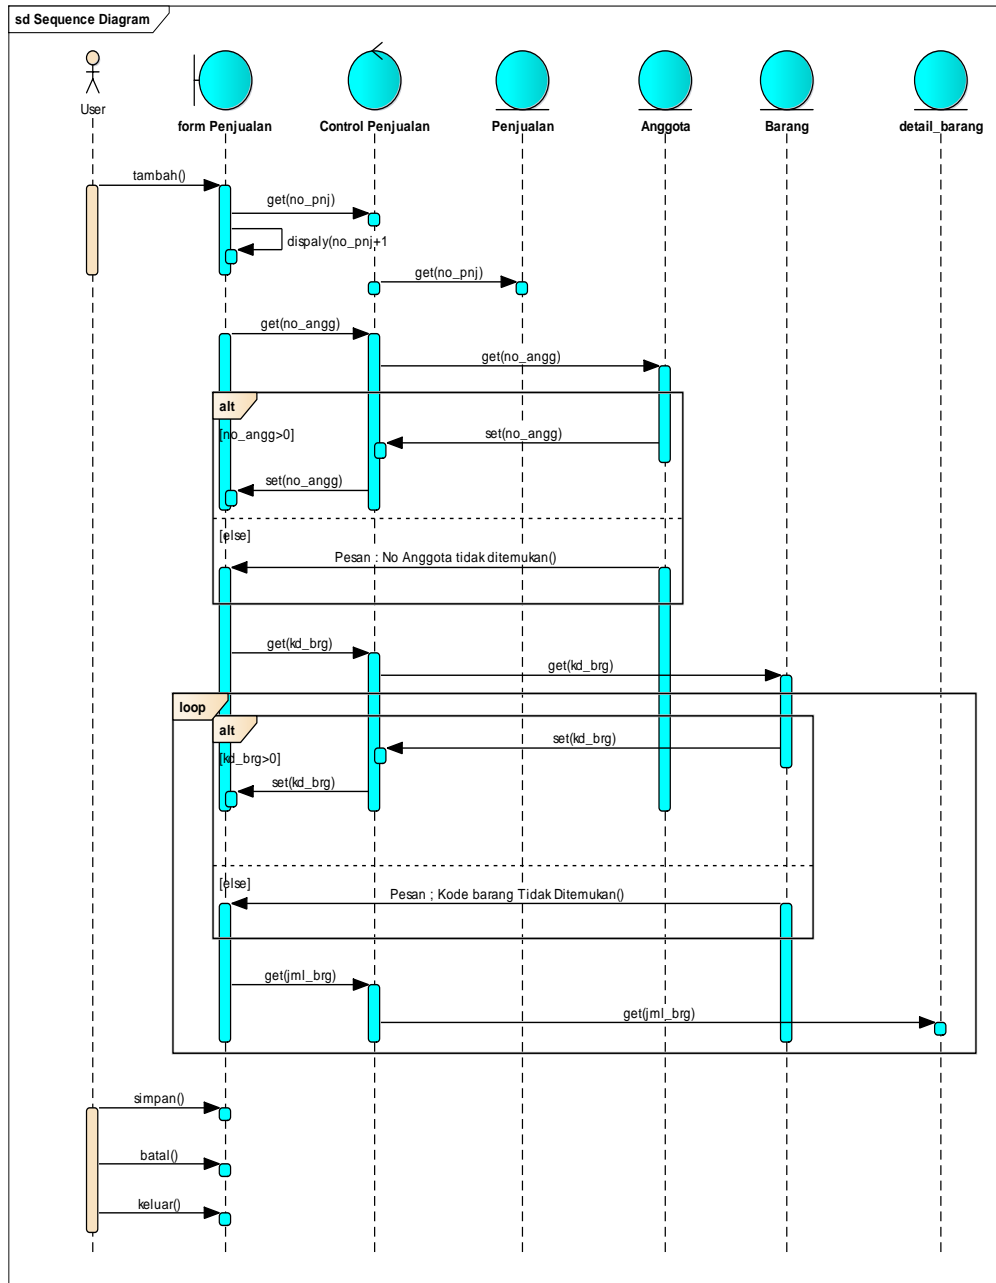 sd Sequence Diagram
User
form Penjualan
Control Penjualan
Penjualan
Anggota
Barang
detail_barang
tambah()
get(no_pnj)
dispaly(no_pnj+1
get(no_pnj)
get(no_angg)
get(no_angg)
alt
[no_angg>0]
set(no_angg)
set(no_angg)
[else]
Pesan : No Anggota tidak ditemukan()
get(kd_brg)
get(kd_brg)
loop
alt
set(kd_brg)
[kd_brg>0]
set(kd_brg)
[else]
Pesan ; Kode barang Tidak Ditemukan()
get(jml_brg)
get(jml_brg)
simpan()
batal()
keluar()